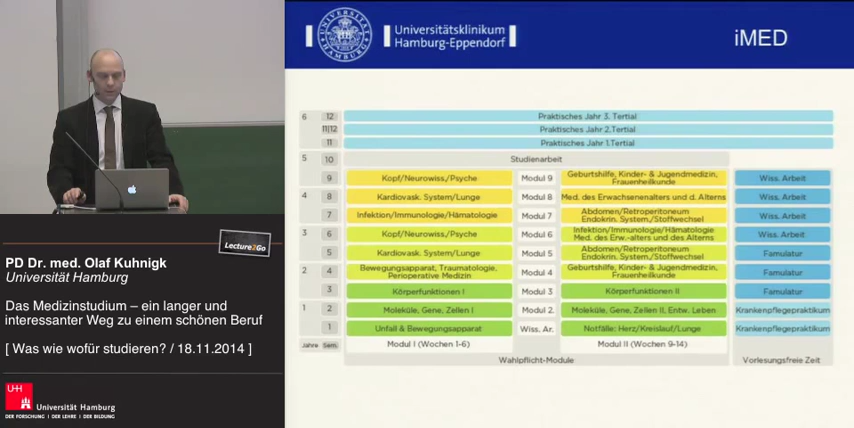 Universitätsklinikum
Hamburg-Eppendorf
iMED
6 12 Praktisches Jahr 3. Tertial
11|12 Praktisches Jahr 2.Tertial
11 Praktisches Jahr 1.Tertial
5 10 Studienarbeit
9 Kopf/Neurowiss./Psyche Modul 9 Geburtshilfe, Kinder- & Jugendmedizin, Frauenheilkunde Wiss. Arbeit
4 8 Kardiovask. System/Lunge Modul 8 Med. des Erwachsenenalters und d. Alterns Wiss. Arbeit
7 Infektion/Immunologie/Hämatologie Modul 7 Abdomen/Retroperitoneum Endokrin. System./Stoffwechsel Wiss. Arbeit
3 6 Kopf/Neurowiss./Psyche Modul 6 Infektion/Immunologie/Hämatologie Med. des Erw.-alters und des Alterns Wiss. Arbeit
5 Kardiovask. System/Lunge Modul 5 Abdomen/Retroperitoneum Endokrin. System./Stoffwechsel Famulatur
2 4 Bewegungsapparat, Traumatologie, Perioperative Medizin Modul 4 Geburtshilfe, Kinder- & Jugendmedizin, Frauenheilkunde Famulatur
3 Körperfunktionen I Modul 3 Körperfunktionen II Famulatur
1 2 Moleküle, Gene, Zellen I Modul 2. Moleküle, Gene, Zellen II, Entw. Leben Krankenpflegepraktikum
1 Unfall & Bewegungsapparat Wiss. Ar. Notfälle: Herz/Kreislauf/Lunge Krankenpflegepraktikum
Jahre Sem. Modul I (Wochen 1-6) Modul II (Wochen 9-14)
Wahlpflicht-Module Vorlesungsfreie Zeit
Lecture2Go
PD Dr. med. Olaf Kuhnigk
Universität Hamburg
Das Medizinstudium – ein langer und
interessanter Weg zu einem schönen Beruf
[ Was wie wofür studieren? / 18.11.2014 ]
UH
Universität Hamburg
DER FORSCHUNG | DER LEHRE | DER BILDUNG